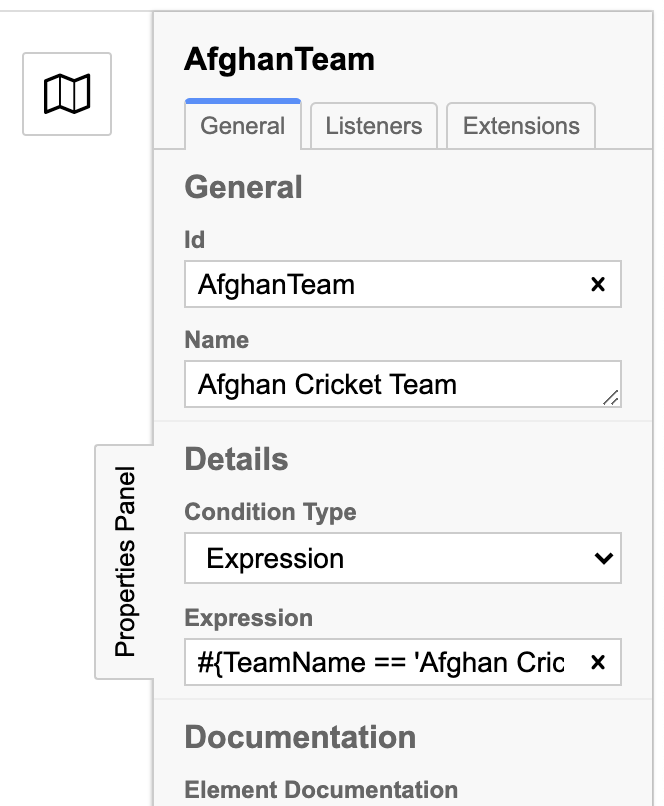 AfghanTeam
General Listeners Extensions
General
Id
AfghanTeam
Name
Afghan Cricket Team
Details
Condition Type
Expression
Expression
#{TeamName == 'Afghan Cric
Documentation
Element Documentation
Properties Panel